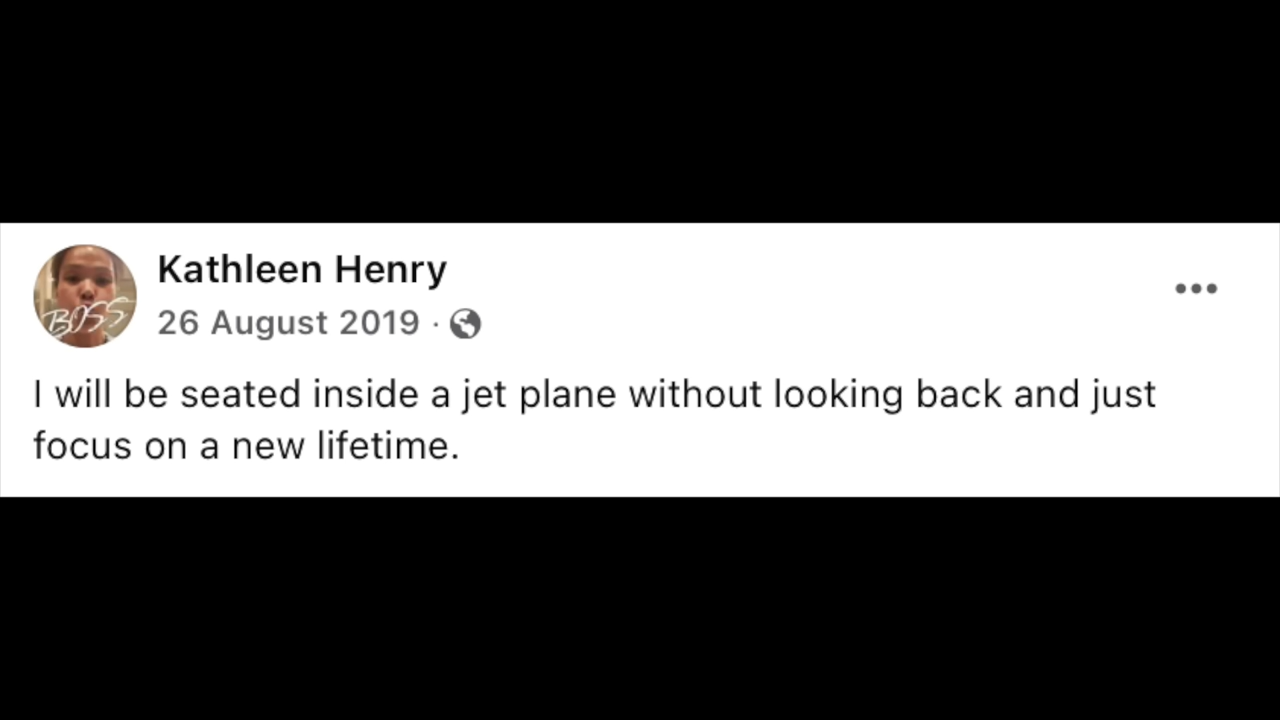 Kathleen Henry
26 August 2019 ·
I will be seated inside a jet plane without looking back and just
focus on a new lifetime.
BOSS